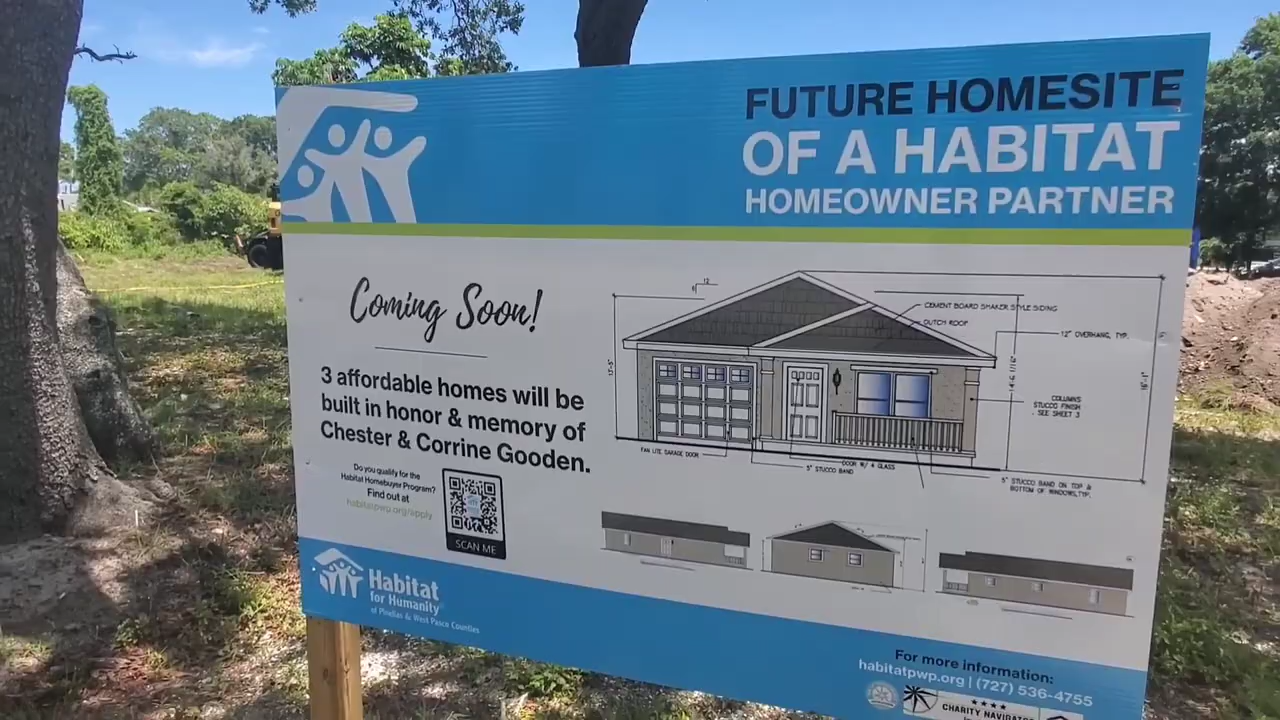 FUTURE HOMESITE
OF A HABITAT
HOMEOWNER PARTNER
Coming Soon!
3 affordable homes will be
built in honor & memory of
Chester & Corrine Gooden.
Do you qualify for the
Habitat Homebuyer Program?
Find out at
habitatpwp.org/apply
SCAN ME
12
CEMENT BOARD SHAKER STYLE SIDING
DUTCH ROOF
12" OVERHANG, TYP.
COLUMNS
STUCCO FINISH
SEE SHEET 3
FAN LITE GARAGE DOOR
DOOR W/ 4 GLASS
5" STUCCO BAND
5" STUCCO BAND ON TOP &
BOTTOM OF WINDOWS, TYP.
Habitat
for Humanity
of Pinellas & West Pasco Counties
For more information:
habitatpwp.org | (727) 536-4755
CHARITY NAVIGATOR